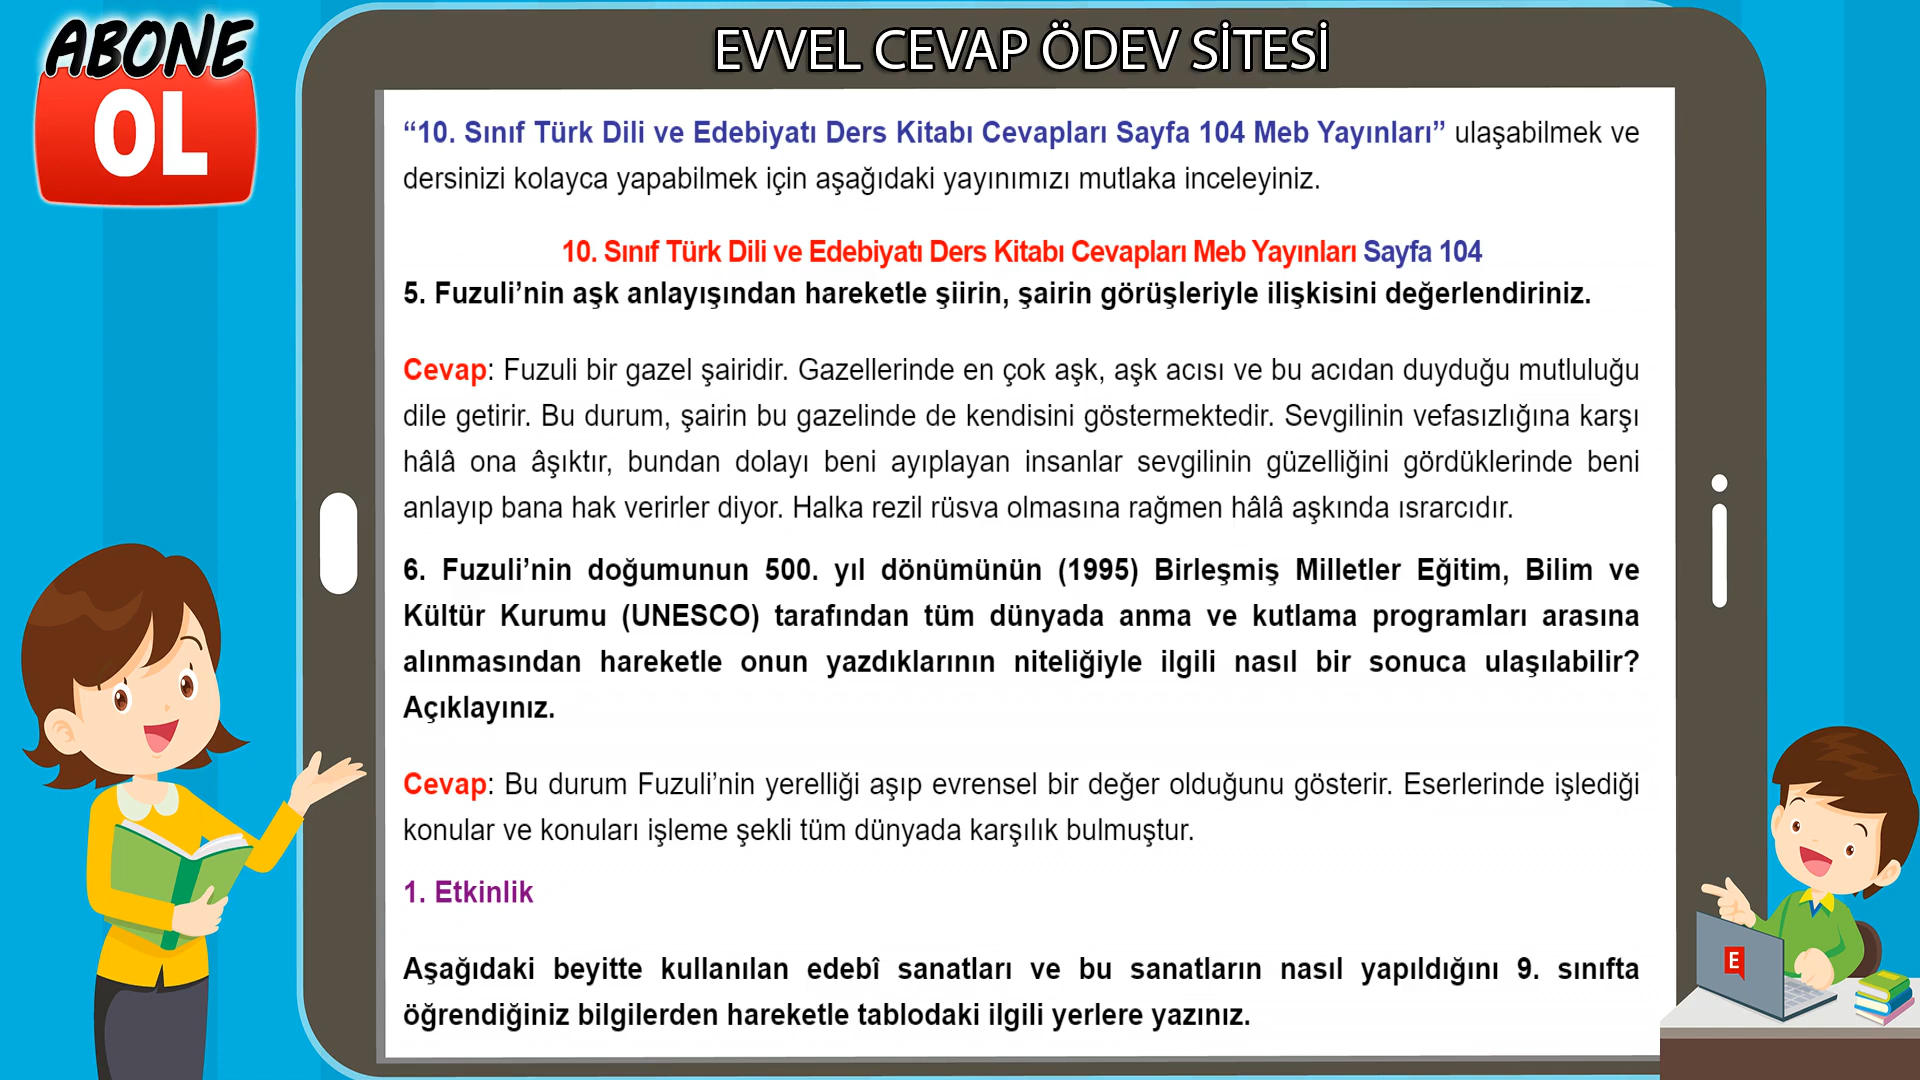 ABONE
OL
EVVEL CEVAP ÖDEV SİTESİ
“10. Sınıf Türk Dili ve Edebiyatı Ders Kitabı Cevapları Sayfa 104 Meb Yayınları” ulaşabilmek ve
dersinizi kolayca yapabilmek için aşağıdaki yayınımızı mutlaka inceleyiniz.
10. Sınıf Türk Dili ve Edebiyatı Ders Kitabı Cevapları Meb Yayınları Sayfa 104
5. Fuzuli’nin aşk anlayışından hareketle şiirin, şairin görüşleriyle ilişkisini değerlendiriniz.
Cevap: Fuzuli bir gazel şairidir. Gazellerinde en çok aşk, aşk acısı ve bu acıdan duyduğu mutluluğu
dile getirir. Bu durum, şairin bu gazelinde de kendisini göstermektedir. Sevgilinin vefasızlığına karşı
hâlâ ona âşıktır, bundan dolayı beni ayıplayan insanlar sevgilinin güzelliğini gördüklerinde beni
anlayıp bana hak verirler diyor. Halka rezil rüsva olmasına rağmen hâlâ aşkında ısrarcıdır.
6. Fuzuli’nin doğumunun 500. yıl dönümünün (1995) Birleşmiş Milletler Eğitim, Bilim ve
Kültür Kurumu (UNESCO) tarafından tüm dünyada anma ve kutlama programları arasına
alınmasından hareketle onun yazdıklarının niteliğiyle ilgili nasıl bir sonuca ulaşılabilir?
Açıklayınız.
Cevap: Bu durum Fuzuli’nin yerelliği aşıp evrensel bir değer olduğunu gösterir. Eserlerinde işlediği
konular ve konuları işleme şekli tüm dünyada karşılık bulmuştur.
1. Etkinlik
Aşağıdaki beyitte kullanılan edebî sanatları ve bu sanatların nasıl yapıldığını 9. sınıfta
öğrendiğiniz bilgilerden hareketle tablodaki ilgili yerlere yazınız.
E